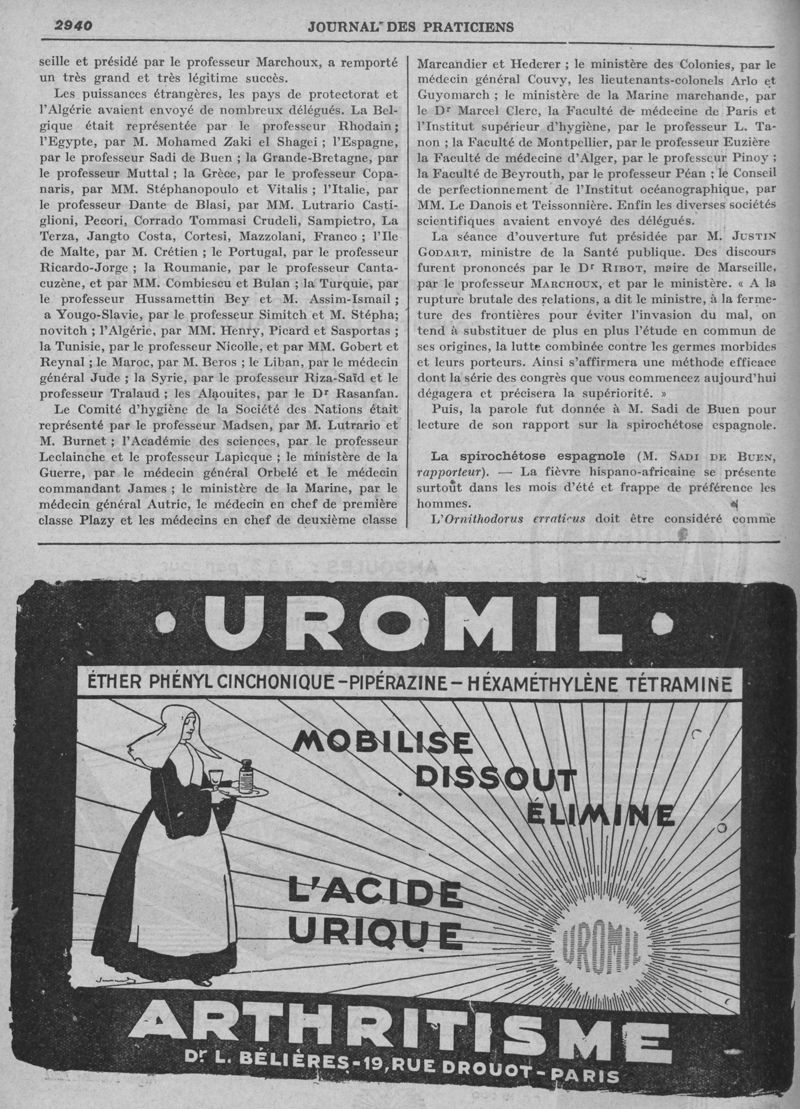 2940
JOURNAL DES PRATICIENS
seille et présidé par le professeur Marchoux, a remporté
un très grand et très légitime succès.
Les puissances étrangères, les pays de protectorat et
l'Algérie avaient envoyé de nombreux délégués. La Bel-
gique était représentée par le professeur Rhodain ;
l'Egypte, par M. Mohamed Zaki el Shagei ; l'Espagne,
par le professeur Sadi de Buen ; la Grande-Bretagne, par
le professeur Muttal ; la Grèce, par le professeur Copa-
naris, par MM. Stéphanopoulo et Vitalis ; l'Italie, par
le professeur Dante de Blasi, par MM. Lutrario Casti-
glioni, Pecori, Corrado Tommasi Crudeli, Sampietro, La
Terza, Jangto Costa, Cortesi, Mazzolani, Franco ; l'Ile
de Malte, par M. Crétien ; le Portugal, par le professeur
Ricardo-Jorge ; la Roumanie, par le professeur Canta-
cuzène, et par MM. Combiescu et Bulan ; la Turquie, par
le professeur Hussamettin Bey et M. Assim-Ismail ;
a Yougo-Slavie, par le professeur Simitch et M. Stépha;
novitch ; l'Algérie, par MM. Henry, Picard et Sasportas ;
la Tunisie, par le professeur Nicolle, et par MM. Gobert et
Reynal ; le Maroc, par M. Beros ; le Liban, par le médecin
général Jude ; la Syrie, par le professeur Riza-Saïd et le
professeur Tralaud ; les Alaouites, par le Dr Rasanfan.
Le Comité d'hygiène de la Société des Nations était
représenté par le professeur Madsen, par M. Lutrario et
M. Burnet ; l'Académie des sciences, par le professeur
Leclainche et le professeur Lapicque ; le ministère de la
Guerre, par le médecin général Orbelé et le médecin
commandant James ; le ministère de la Marine, par le
médecin général Autric, le médecin en chef de première
classe Plazy et les médecins en chef de deuxième classe
Marcandier et Hederer ; le ministère des Colonies, par le
médecin général Couvy, les lieutenants-colonels Arlo et
Guyomarch ; le ministère de la Marine marchande, par
le Dr Marcel Clerc, la Faculté de médecine de Paris et
l'Institut supérieur d'hygiène, par le professeur L. Ta-
non ; la Faculté de Montpellier, par le professeur Euzière
la Faculté de médecine d'Alger, par le professeur Pinoy ;
la Faculté de Beyrouth, par le professeur Péan ; le Conseil
de perfectionnement de l'Institut océanographique, par
MM. Le Danois et Teissonnière. Enfin les diverses sociétés
scientifiques avaient envoyé des délégués.
La séance d'ouverture fut présidée par M. JUSTIN
GODART, ministre de la Santé publique. Des discours
furent prononcés par le Dr RIBOT, maire de Marseille,
par le professeur MARCHOUX, et par le ministère. « A la
rupture brutale des relations, a dit le ministre, à la ferme-
ture des frontières pour éviter l'invasion du mal, on
tend à substituer de plus en plus l'étude en commun de
ses origines, la lutte combinée contre les germes morbides
et leurs porteurs. Ainsi s'affirmera une méthode efficace
dont la série des congrès que vous commencez aujourd'hui
dégagera et précisera la supériorité. »
Puis, la parole fut donnée à M. Sadi de Buen pour
lecture de son rapport sur la spirochétose espagnole.
La spirochétose espagnole (M. SADI DE BUEN,
rapporteur). — La fièvre hispano-africaine se présente
surtout dans les mois d'été et frappe de préférence les
hommes.
L'Ornithodorus erraticus doit être considéré comme
• UROMIL •
ÉTHER PHÉNYL CINCHONIQUE – PIPÉRAZINE – HÉXAMÉTHYLÈNE TÉTRAMINE
MOBILISE
DISSOUT
ÉLIMINE
L'ACIDE
URIQUE
UROMIL
ARTHRITISME
Dr L. BÉLIÈRES-19, RUE DROUOT-PARIS